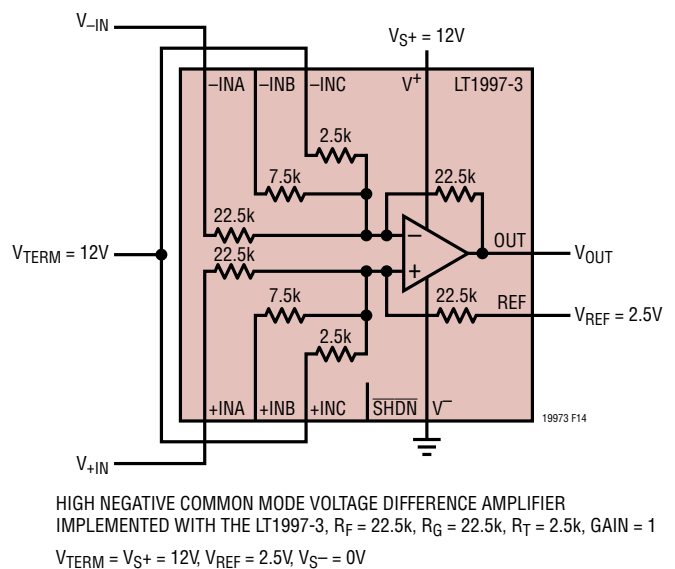 V–IN
VS+ = 12V
–INA
–INB
–INC
V+
LT1997-3
2.5k
7.5k
22.5k
22.5k
VTERM = 12V
–
OUT
VOUT
22.5k
+
7.5k
22.5k
REF
VREF = 2.5V
2.5k
+INA
+INB
+INC
SHDN
V–
19973 F14
V+IN
HIGH NEGATIVE COMMON MODE VOLTAGE DIFFERENCE AMPLIFIER
IMPLEMENTED WITH THE LT1997-3, RF = 22.5k, RG = 22.5k, RT = 2.5k, GAIN = 1
VTERM = VS+ = 12V, VREF = 2.5V, VS– = 0V